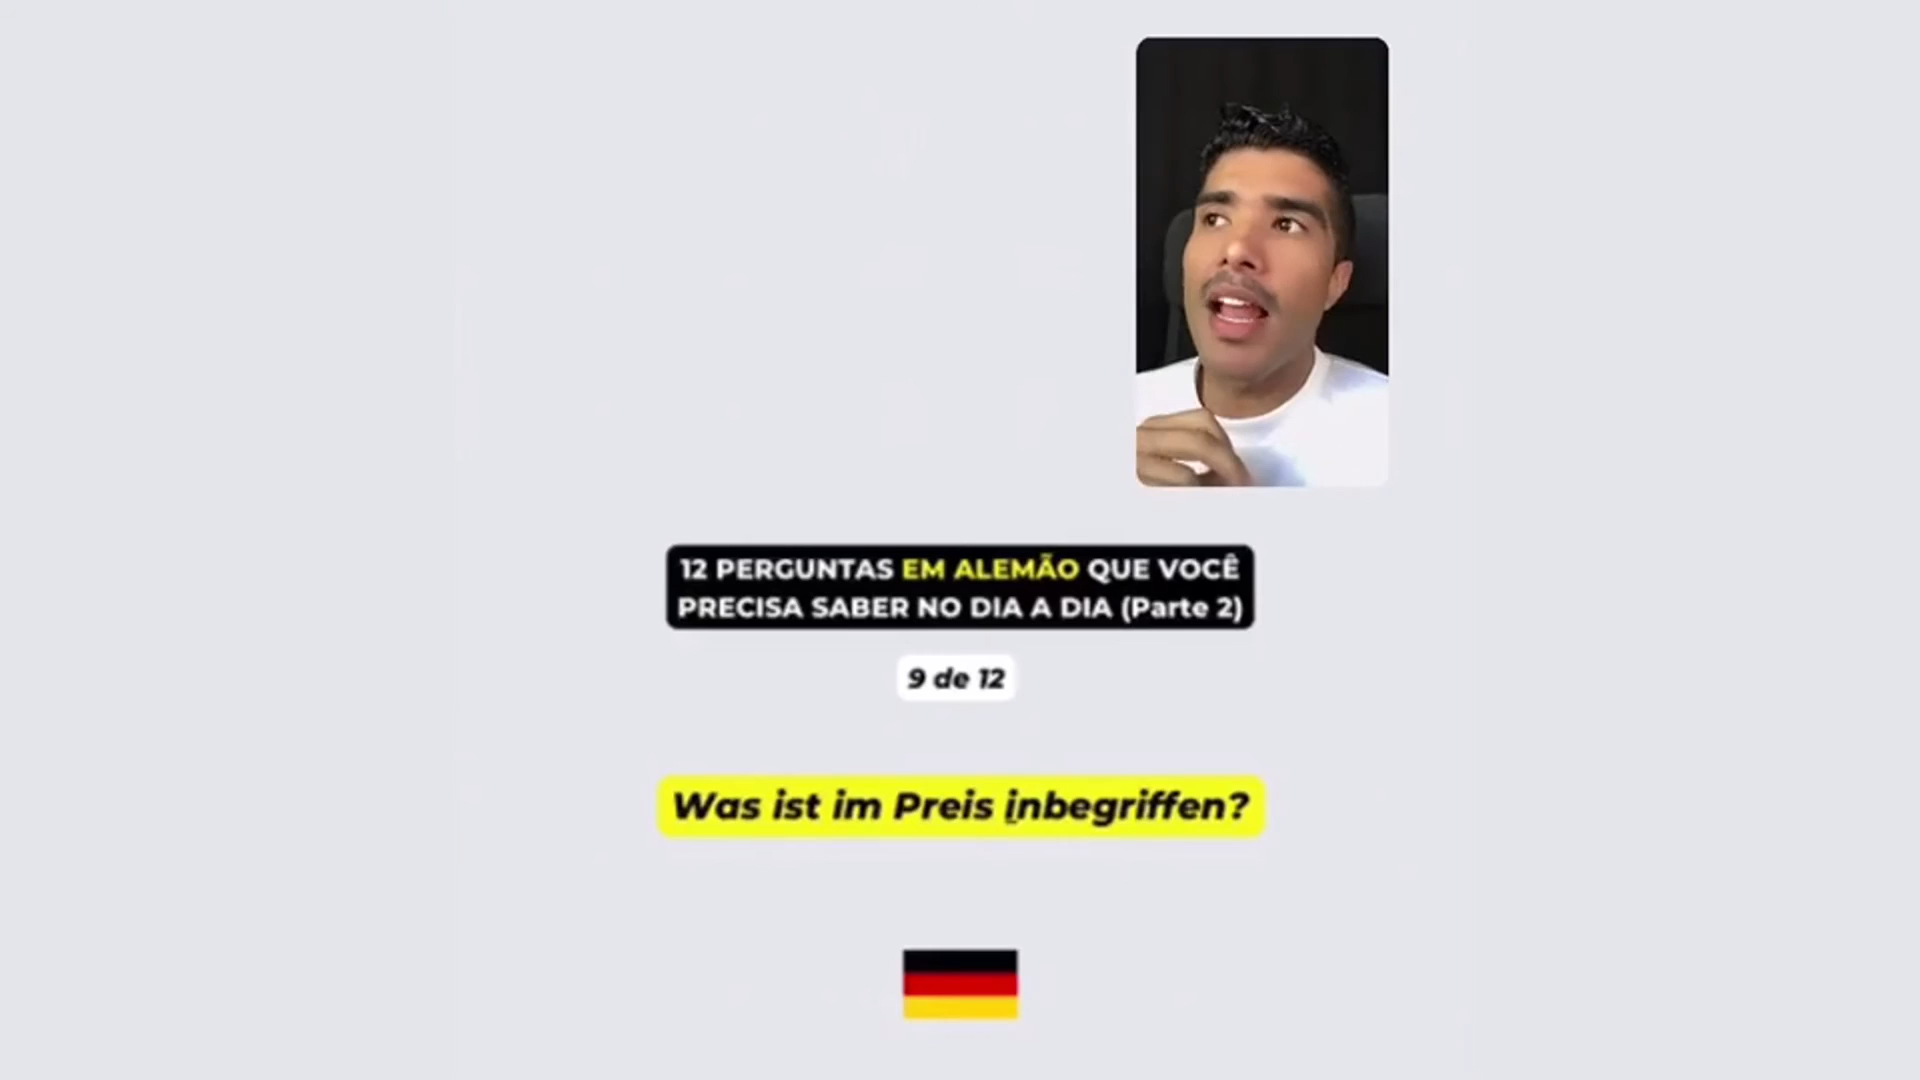 12 PERGUNTAS EM ALEMÃO QUE VOCÊ
PRECISA SABER NO DIA A DIA (Parte 2)
9 de 12
Was ist im Preis inbegriffen?